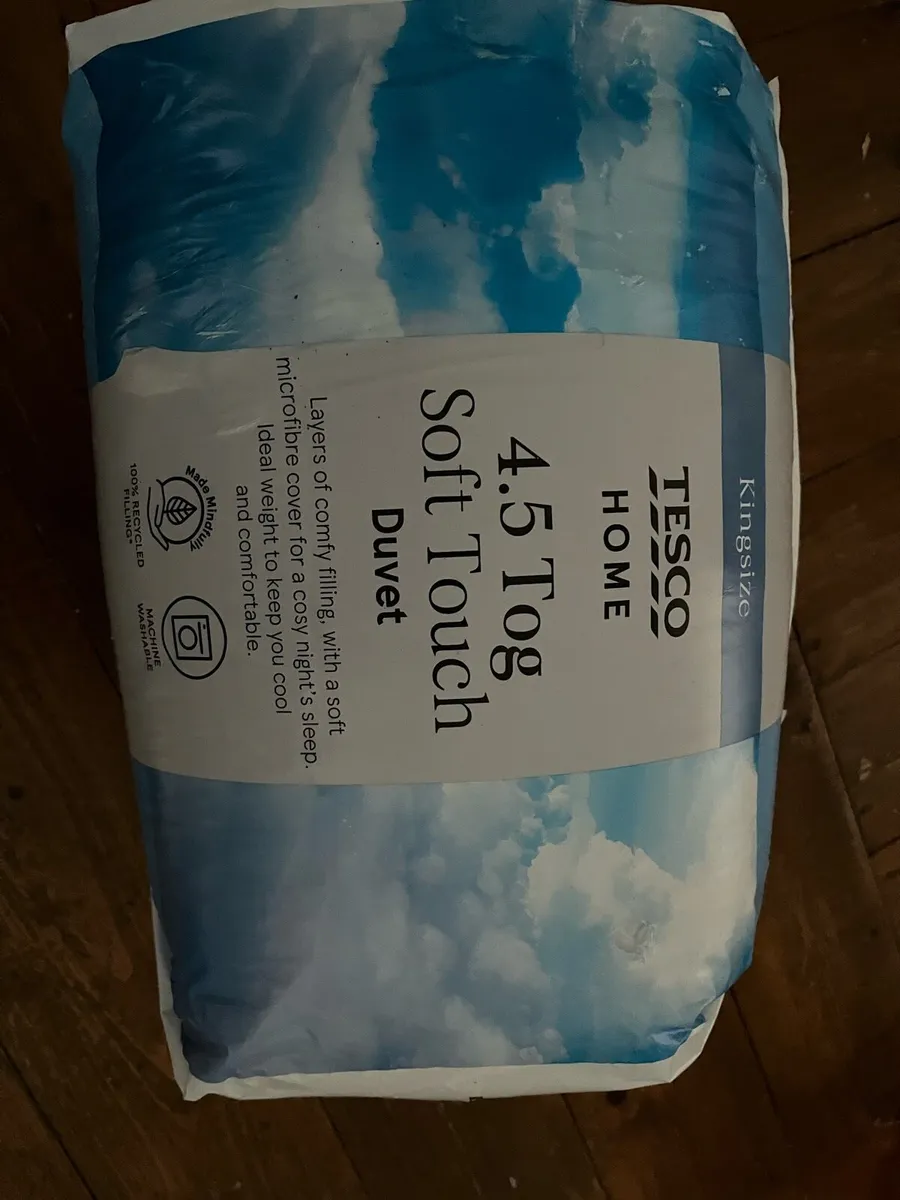 Kingsize
TESCO
HOME
4.5 Tog
Soft Touch
Duvet
Layers of comfy filling, with a soft
microfibre cover for a cosy night's sleep.
Ideal weight to keep you cool
and comfortable.
Made Mindfully
100% RECYCLED
FILLING*
MACHINE
WASHABLE